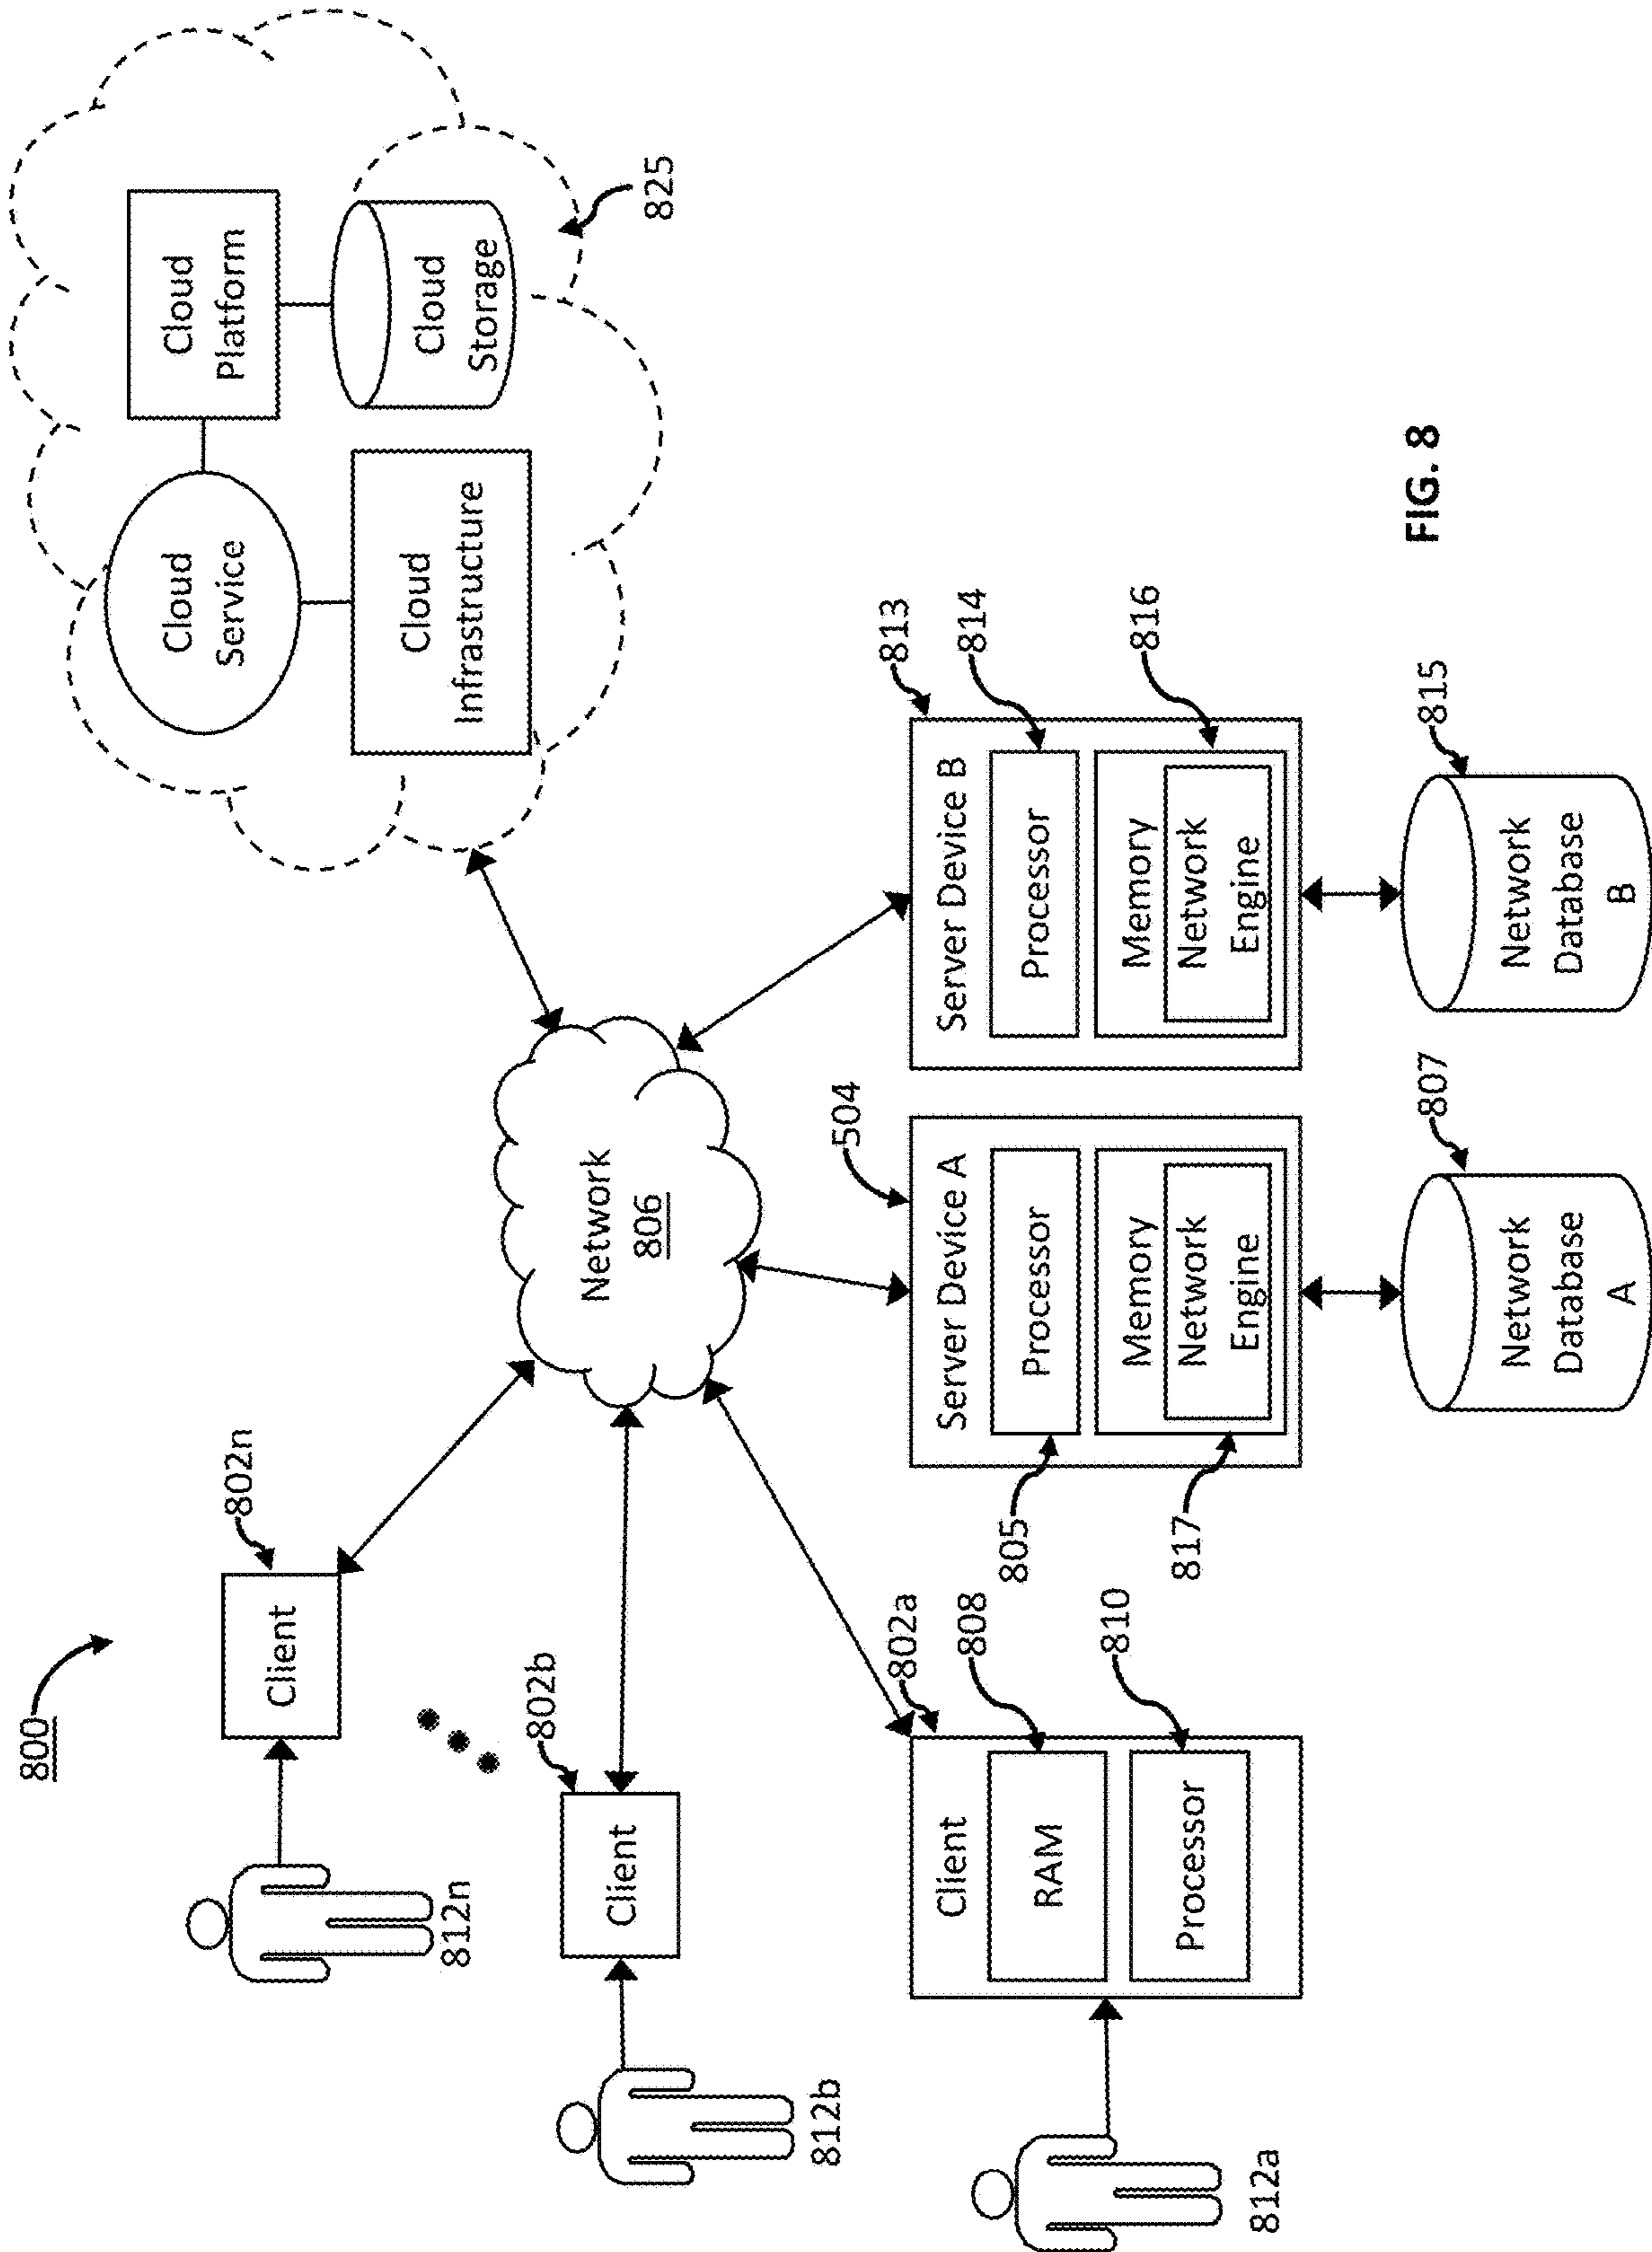 800
812n
Client
802n
812b
Client
802b
812a
Client
RAM
Processor
802a
808
810
Network
806
Cloud
Service
Cloud
Platform
Cloud
Infrastructure
Cloud
Storage
825
Server Device A
Processor
Memory
Network
Engine
504
805
817
Network
Database
A
807
Server Device B
Processor
Memory
Network
Engine
813
814
816
Network
Database
B
815
FIG. 8